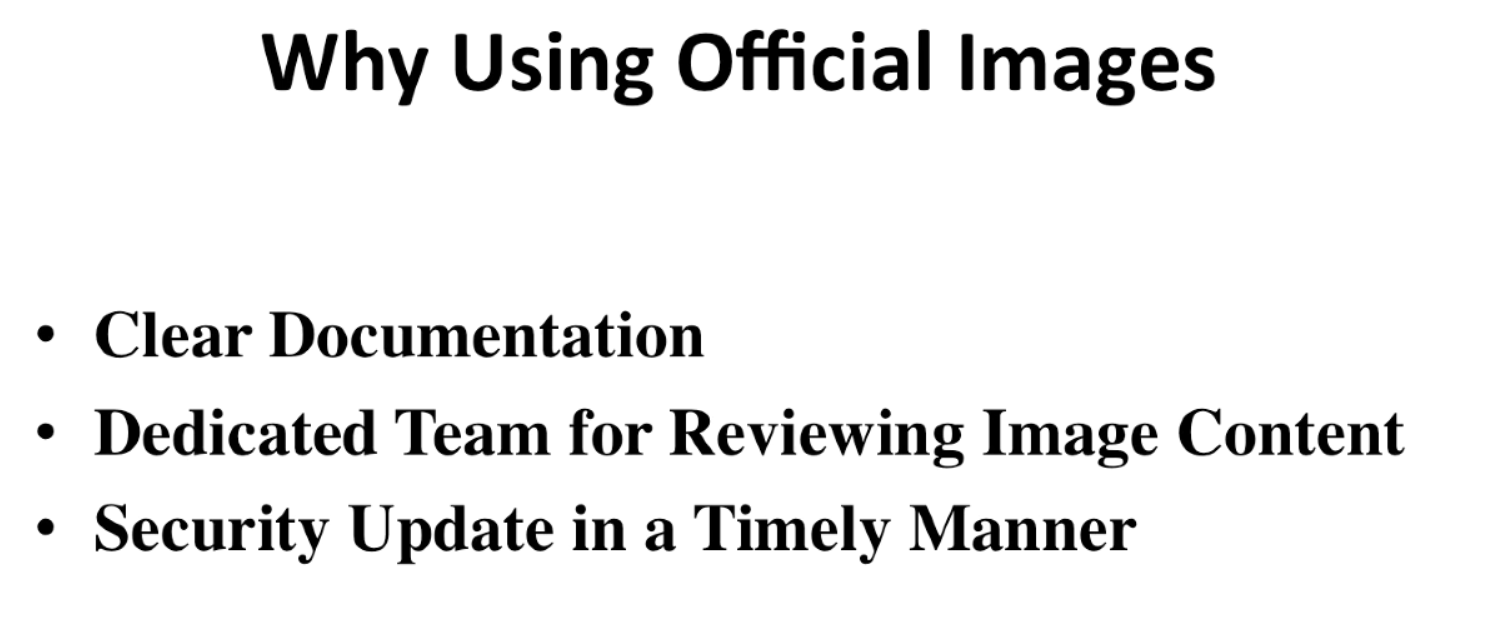 Why Using Official Images
• Clear Documentation
• Dedicated Team for Reviewing Image Content
• Security Update in a Timely Manner